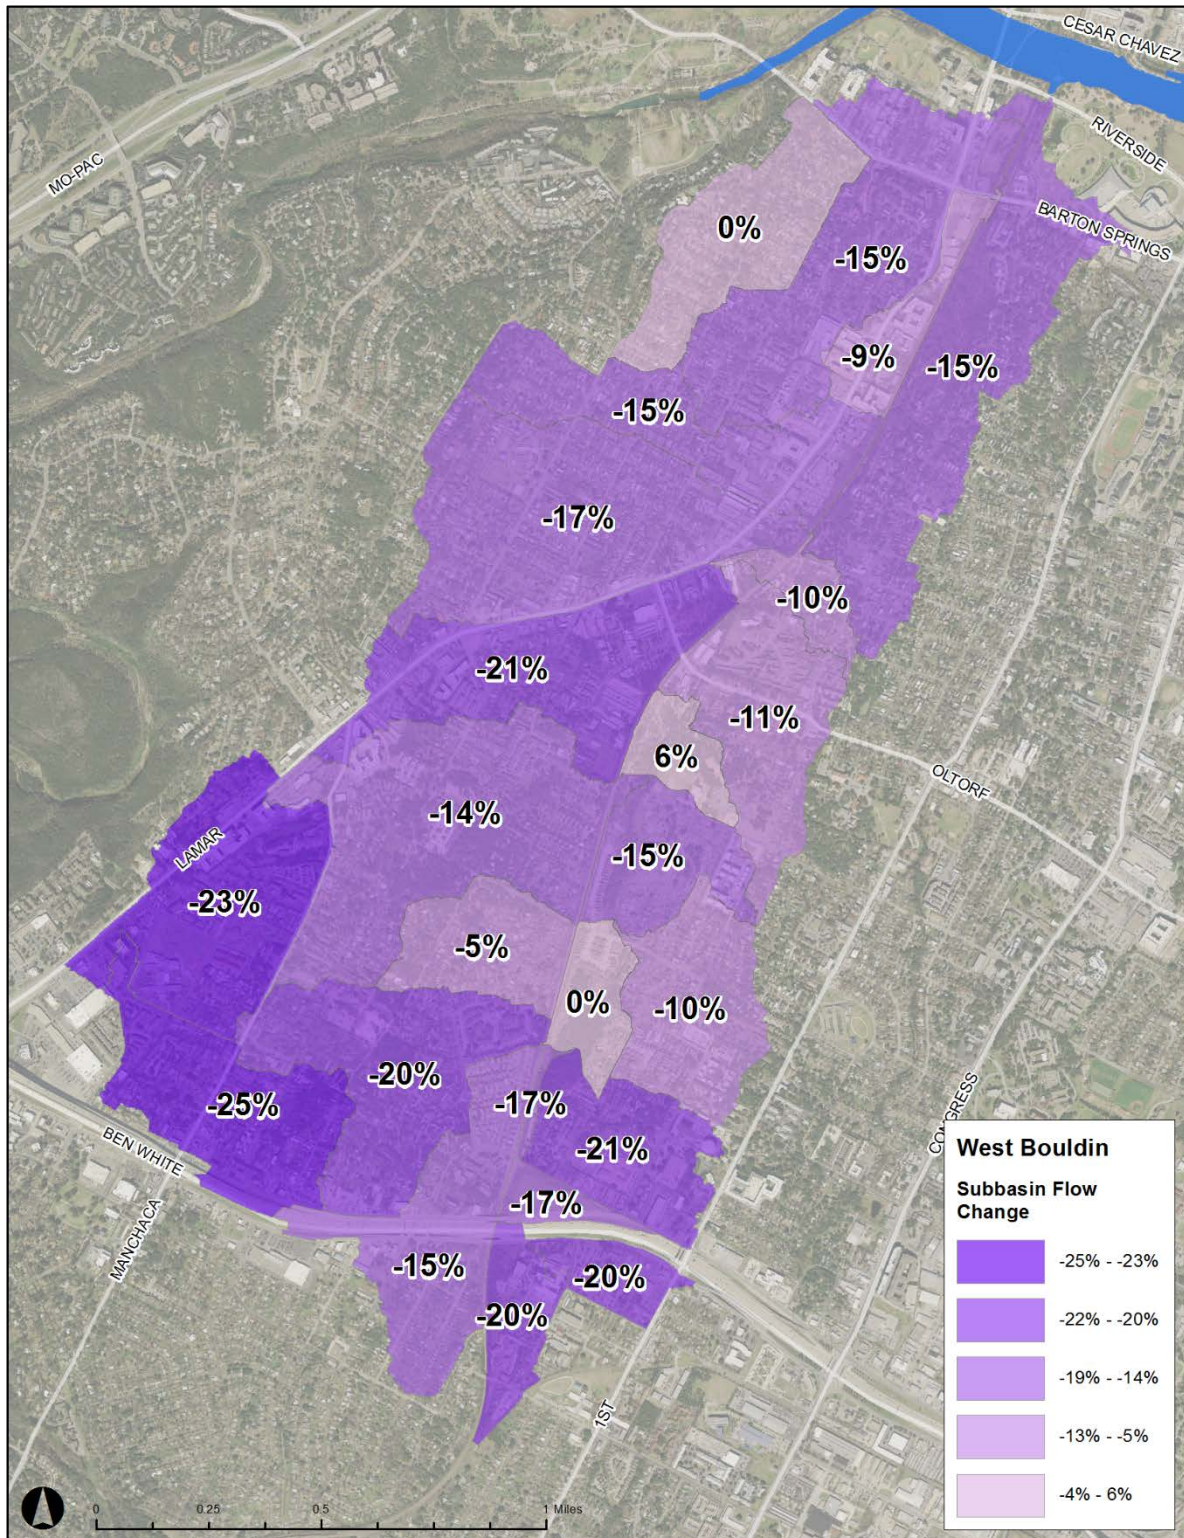 CESAR CHAVEZ
RIVERSIDE
MO-PAC
BARTON SPRINGS
0%
-15%
-9%
-15%
-15%
-17%
-10%
-21%
-11%
6%
OLTORF
-14%
LAMAR
-15%
-23%
-5%
0%
-10%
-20%
-17%
-25%
CONGRESS
BEN WHITE
-21%
-17%
MANCHACA
-15%
-20%
-20%
1ST
West Bouldin
Subbasin Flow
Change
-25% - -23%
-22% - -20%
-19% - -14%
-13% - -5%
-4% - 6%
0 0.25 0.5 1 Miles